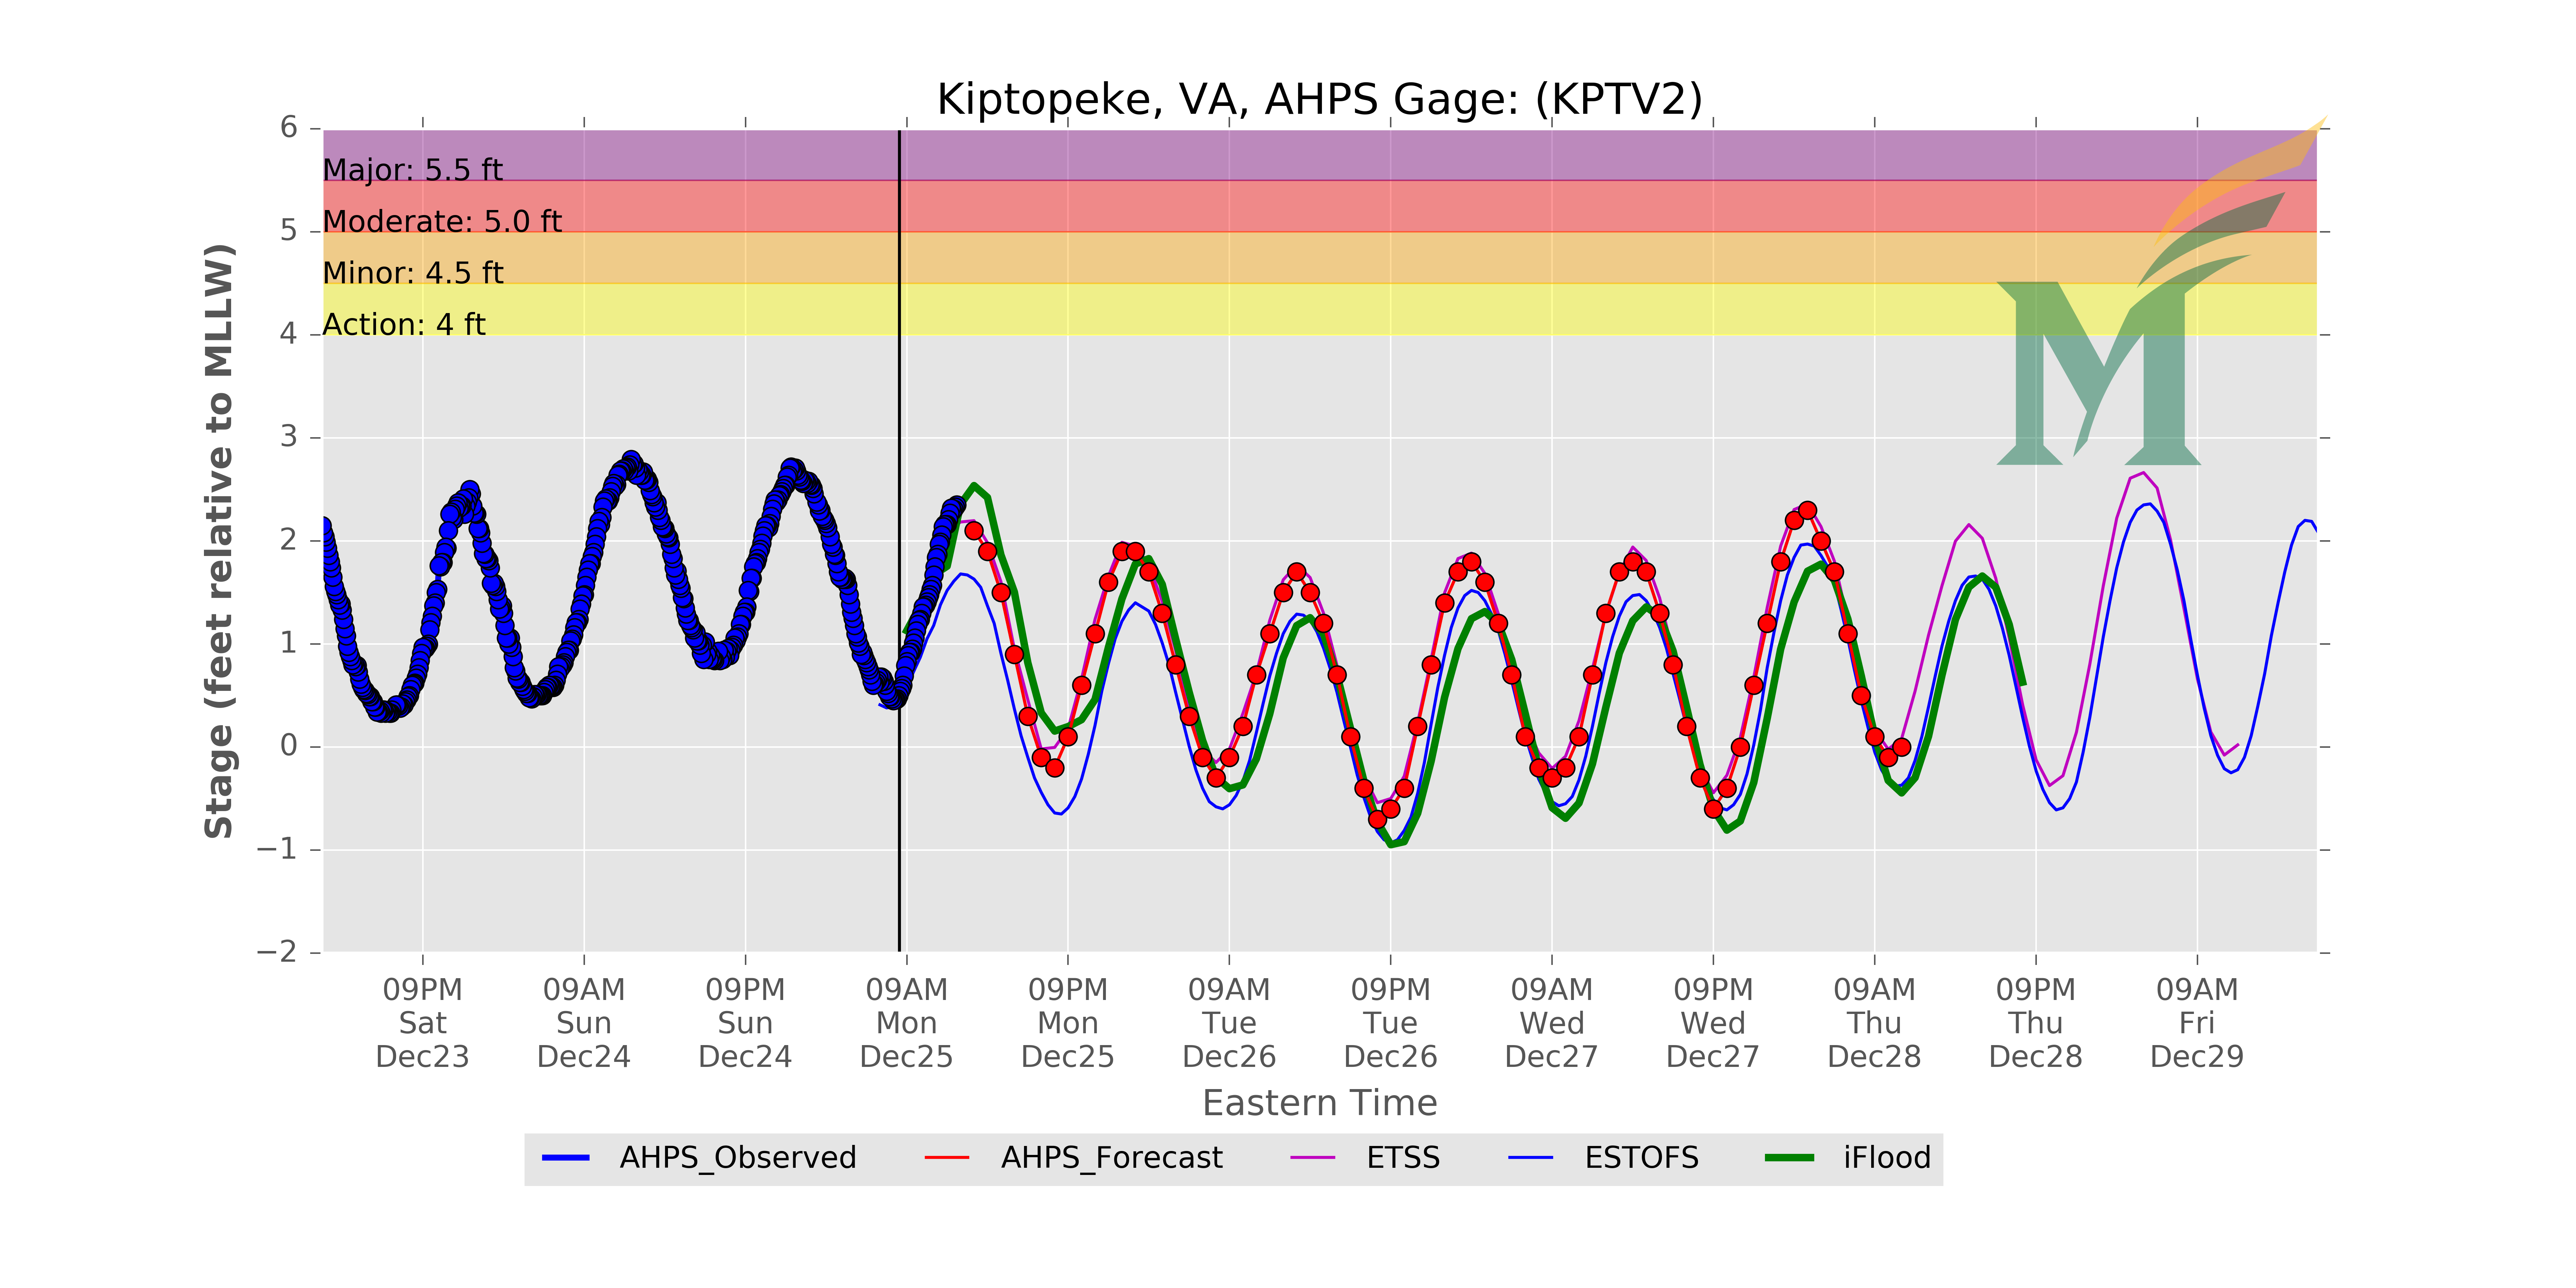 Kiptopeke, VA, AHPS Gage: (KPTV2)
6
5
4
3
2
1
0
−1
−2
Stage (feet relative to MLLW)
Major: 5.5 ft
Moderate: 5.0 ft
Minor: 4.5 ft
Action: 4 ft
M
09PM 09AM 09PM 09AM 09PM 09AM 09PM 09AM 09PM 09AM 09PM 09AM
Sat Sun Sun Mon Mon Tue Tue Wed Wed Thu Thu Fri
Dec23 Dec24 Dec24 Dec25 Dec25 Dec26 Dec26 Dec27 Dec27 Dec28 Dec28 Dec29
Eastern Time
AHPS_Observed AHPS_Forecast ETSS ESTOFS iFlood